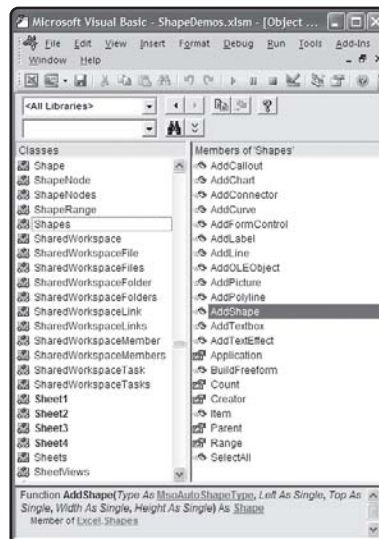 Microsoft Visual Basic - ShapeDemos.xlsm - [Object ...
File Edit View Insert Format Debug Run Tools Add-Ins
Window Help
<All Libraries>
Classes
Shape
ShapeNode
ShapeNodes
ShapeRange
Shapes
SharedWorkspace
SharedWorkspaceFile
SharedWorkspaceFiles
SharedWorkspaceFolder
SharedWorkspaceFolders
SharedWorkspaceLink
SharedWorkspaceLinks
SharedWorkspaceMember
SharedWorkspaceMembers
SharedWorkspaceTask
SharedWorkspaceTasks
Sheet1
Sheet2
Sheet3
Sheet4
Sheets
SheetViews
Members of 'Shapes'
AddCallout
AddChart
AddConnector
AddCurve
AddFormControl
AddLabel
AddLine
AddOLEObject
AddPicture
AddPolyline
AddShape
AddTextbox
AddTextEffect
Application
BuildFreeform
Count
Creator
Item
Parent
Range
SelectAll
Function AddShape(Type As MsoAutoShapeType, Left As Single, Top As
Single, Width As Single, Height As Single) As Shape
Member of Excel.Shapes